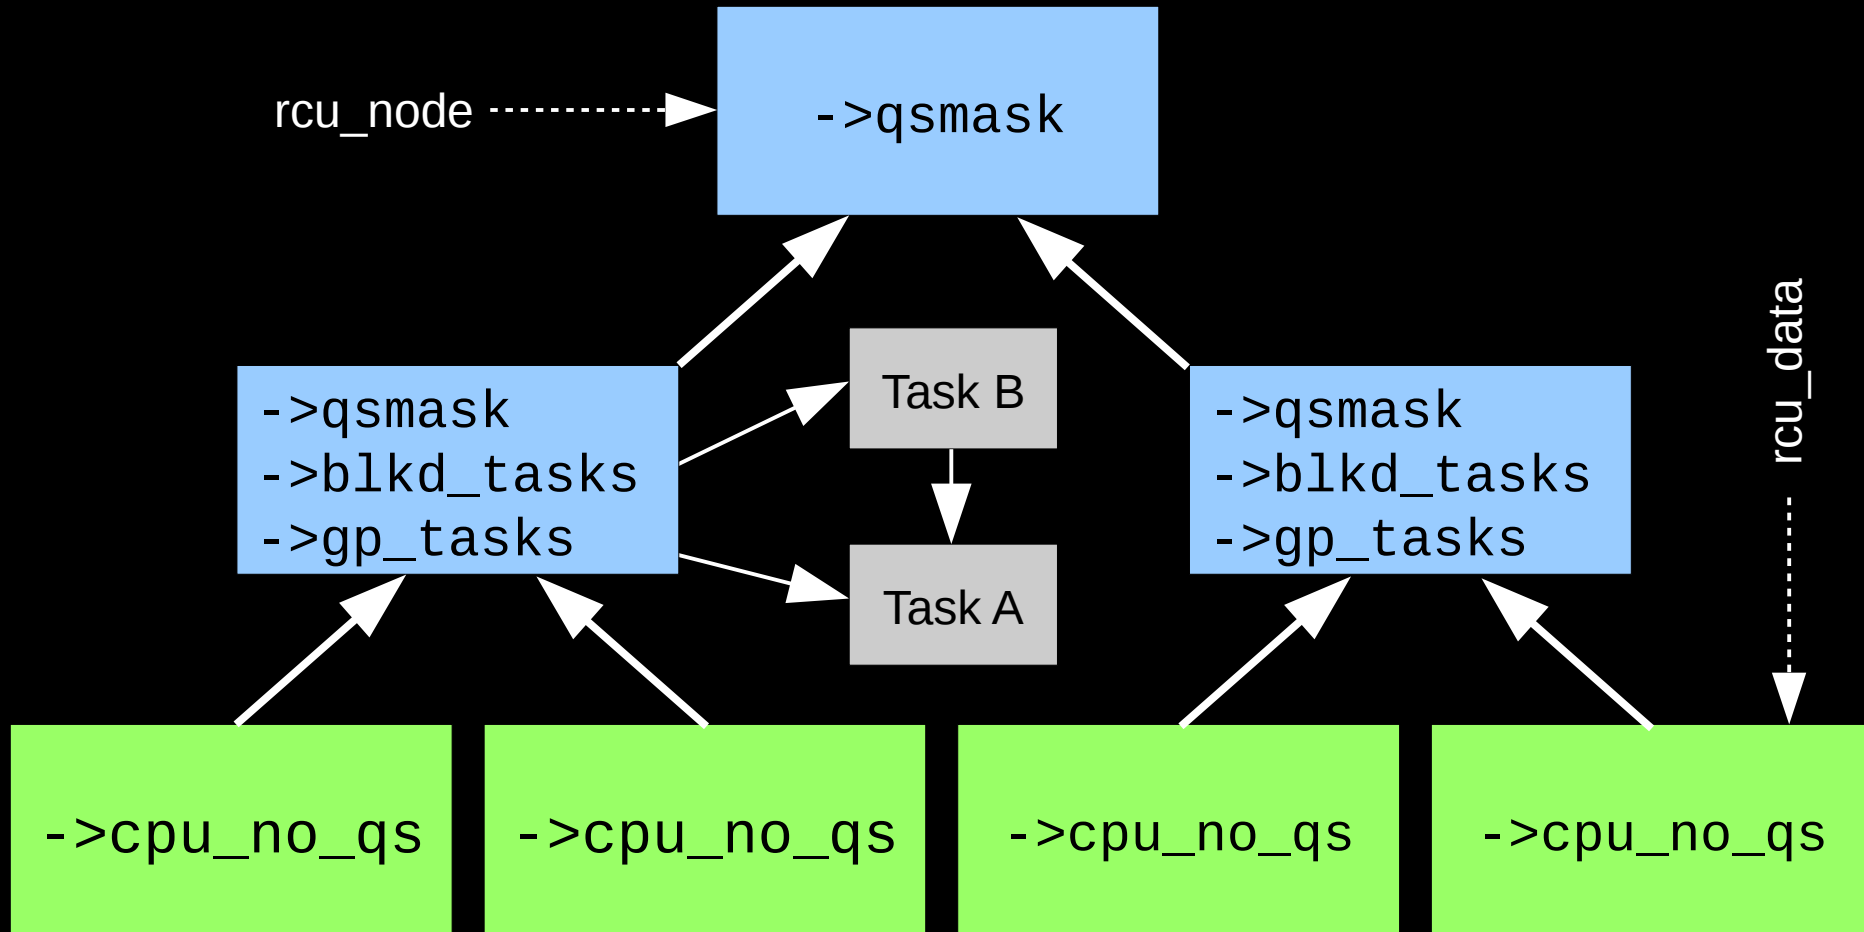 rcu_node
->qsmask
rcu_data
Task B
->qsmask
->blkd_tasks
->gp_tasks
->qsmask
->blkd_tasks
->gp_tasks
Task A
->cpu_no_qs
->cpu_no_qs
->cpu_no_qs
->cpu_no_qs